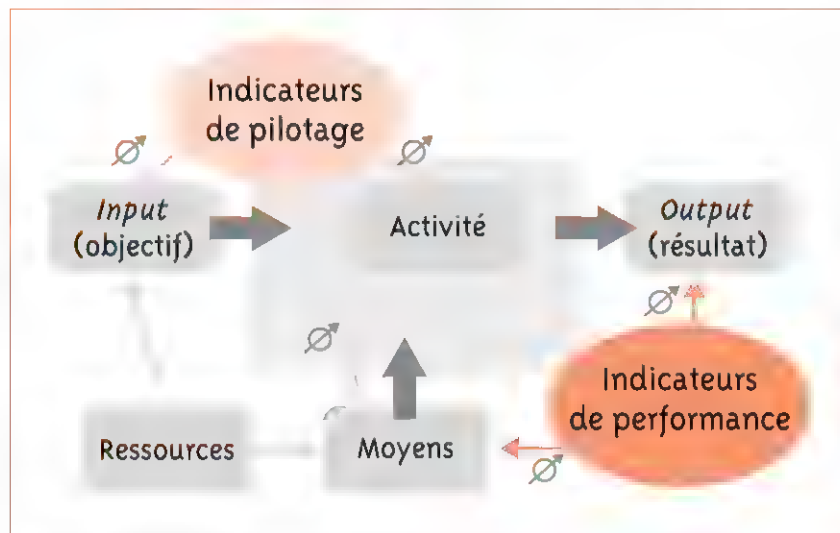 Indicateurs
de pilotage
Input
(objectif)
Activité
Output
(résultat)
Indicateurs
de performance
Ressources
Moyens